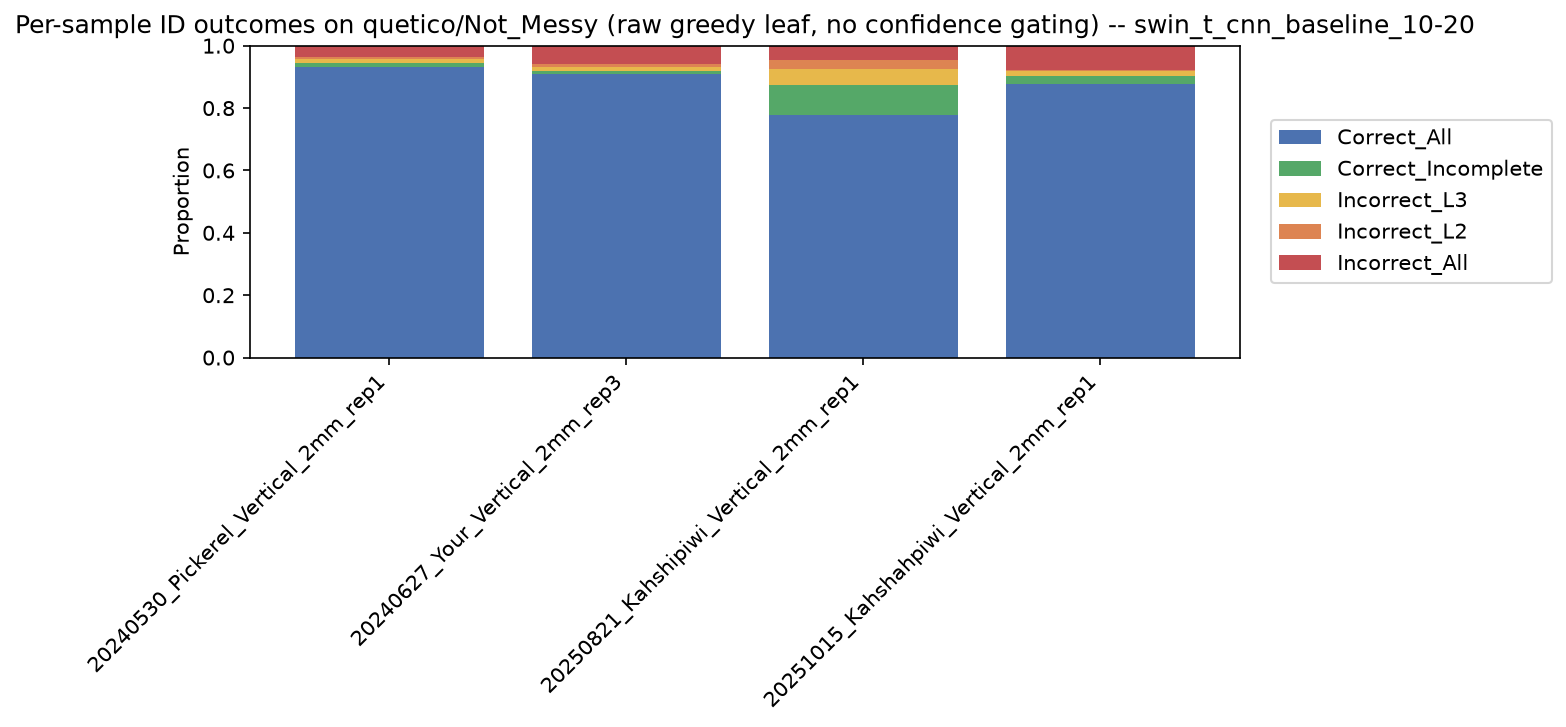 Per-sample ID outcomes on quetico/Not_Messy (raw greedy leaf, no confidence gating) -- swin_t_cnn_baseline_10-20
1.0
0.8
0.6
0.4
0.2
0.0
Proportion
20240530_Pickerel_Vertical_2mm_rep1
20240627_Your_Vertical_2mm_rep3
20250821_Kahshipiwi_Vertical_2mm_rep1
20251015_Kahshahpiwi_Vertical_2mm_rep1
Correct_All
Correct_Incomplete
Incorrect_L3
Incorrect_L2
Incorrect_All